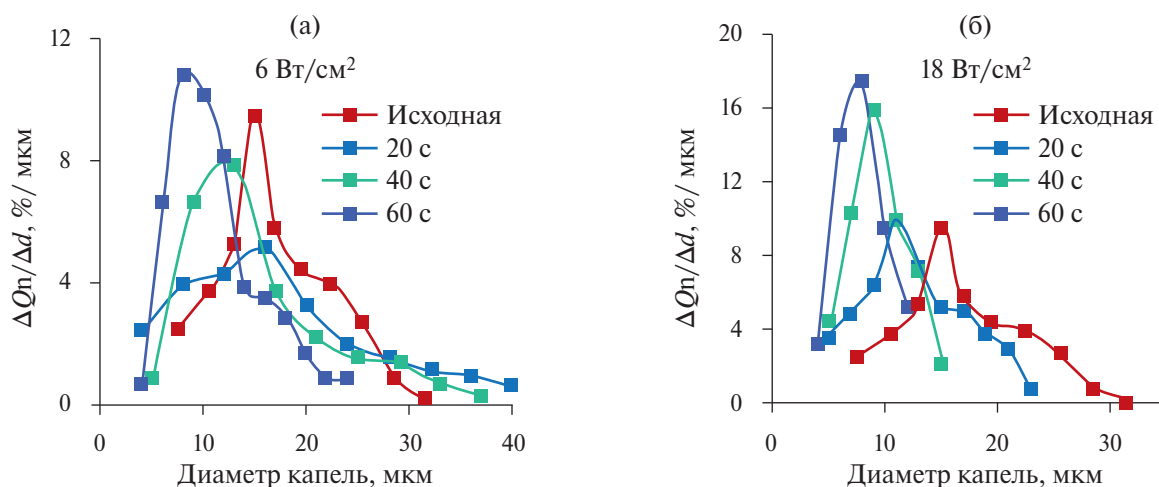 (а)
6 Вт/см²
Исходная
20 с
40 с
60 с
12
8
4
0
0
10
20
30
40
ΔQn/Δd, %/ мкм
Диаметр капель, мкм
(б)
18 Вт/см²
Исходная
20 с
40 с
60 с
20
16
12
8
4
0
0
10
20
30
ΔQn/Δd, %/ мкм
Диаметр капель, мкм